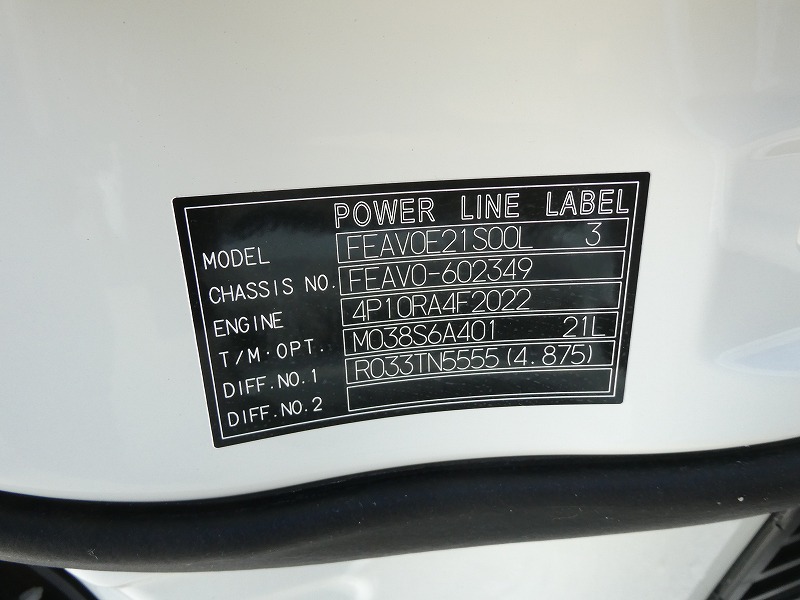 POWER LINE LABEL
MODEL FEAV0E21S00L 3
CHASSIS NO. FEAV0-602349
ENGINE 4P10RA4F2022
T/M·OPT. M038S6A401 21L
DIFF.NO.1 R033TN5555(4.875)
DIFF.NO.2